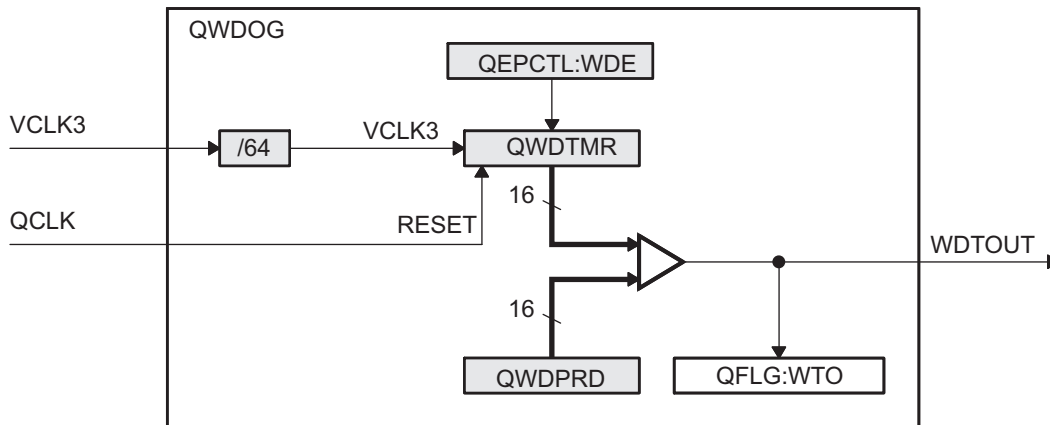 QWDOG
QEPCTL:WDE
VCLK3
/64
VCLK3
QWDTMR
QCLK
RESET
16
WDTOUT
16
QWDPRD
QFLG:WTO